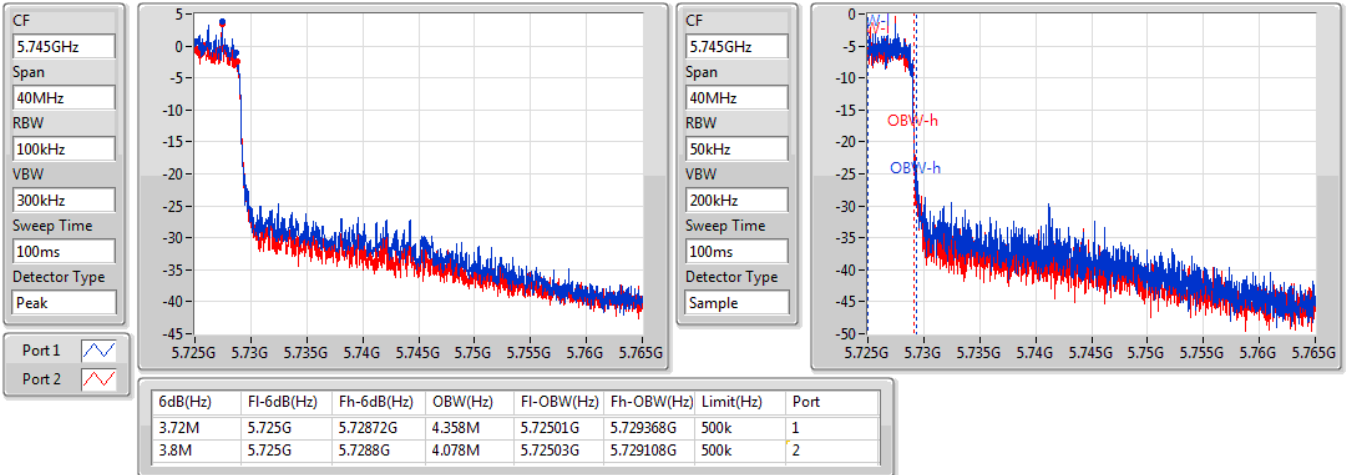 CF
5.745GHz
Span
40MHz
RBW
100kHz
VBW
300kHz
Sweep Time
100ms
Detector Type
Peak
Port 1
Port 2
5
0
-5
-10
-15
-20
-25
-30
-35
-40
-45
5.725G 5.73G 5.735G 5.74G 5.745G 5.75G 5.755G 5.76G 5.765G
CF
5.745GHz
Span
40MHz
RBW
50kHz
VBW
200kHz
Sweep Time
100ms
Detector Type
Sample
0
-5
-10
-15
-20
-25
-30
-35
-40
-45
-50
OBW-h
OBW-h
5.725G 5.73G 5.735G 5.74G 5.745G 5.75G 5.755G 5.76G 5.765G
6dB(Hz) Fl-6dB(Hz) Fh-6dB(Hz) OBW(Hz) Fl-OBW(Hz) Fh-OBW(Hz) Limit(Hz) Port
3.72M 5.725G 5.72872G 4.358M 5.72501G 5.729368G 500k 1
3.8M 5.725G 5.7288G 4.078M 5.72503G 5.729108G 500k 2